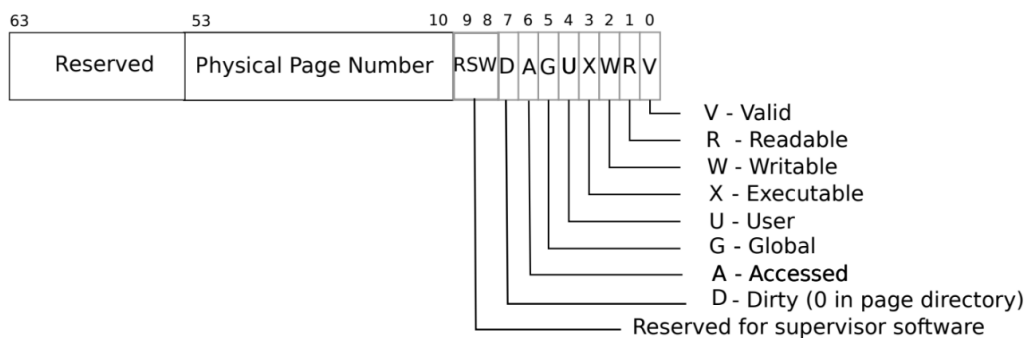 63 53 10 9 8 7 6 5 4 3 2 1 0
Reserved Physical Page Number RSW D A G U X W R V
V - Valid
R - Readable
W - Writable
X - Executable
U - User
G - Global
A - Accessed
D - Dirty (0 in page directory)
Reserved for supervisor software